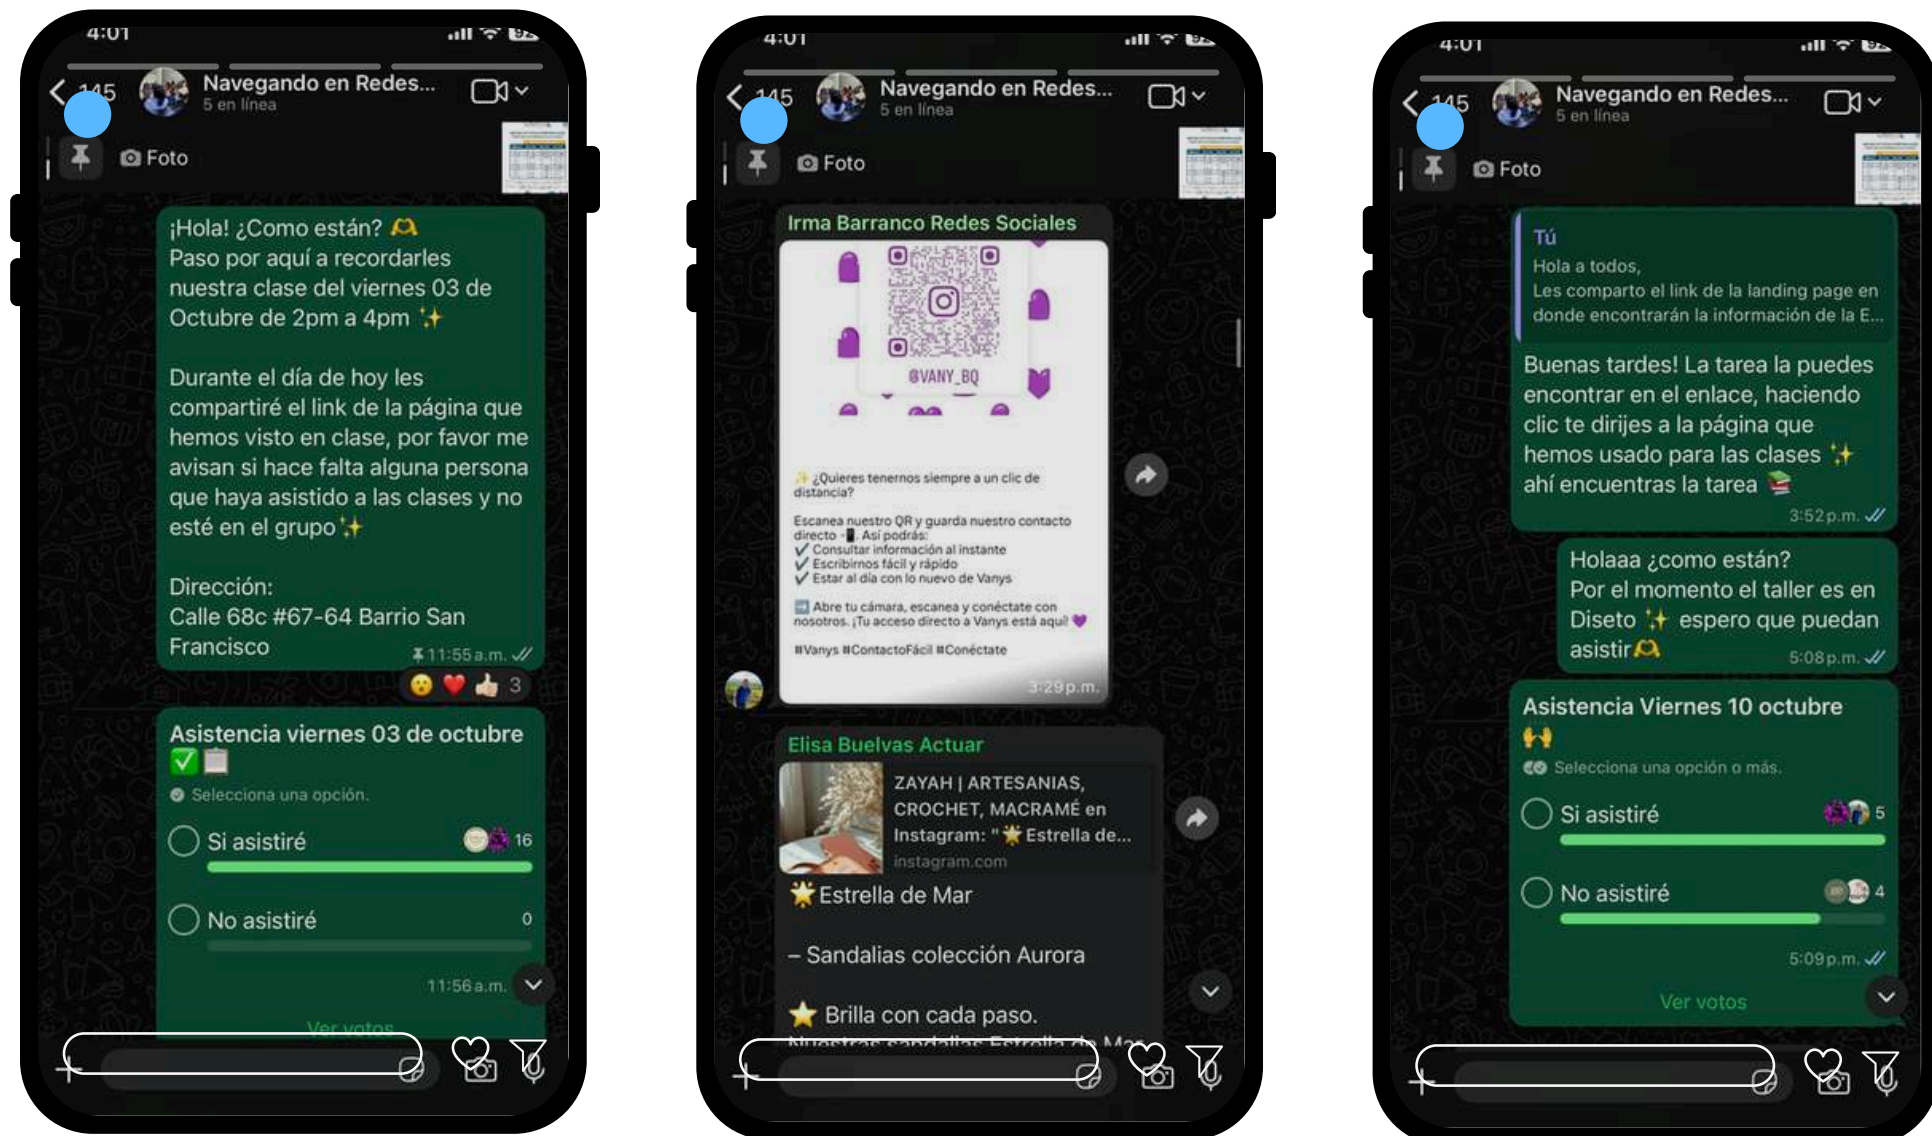 4:01
145
Navegando en Redes...
5 en línea
Foto
¡Hola! ¿Como están? 🫶
Paso por aquí a recordarles
nuestra clase del viernes 03 de
Octubre de 2pm a 4pm ✨
Durante el día de hoy les
compartiré el link de la página que
hemos visto en clase, por favor me
avisan si hace falta alguna persona
que haya asistido a las clases y no
esté en el grupo✨
Dirección:
Calle 68c #67-64 Barrio San
Francisco
11:55 a.m.
😮 ❤️ 👍 3
Asistencia viernes 03 de octubre
✅📋
Selecciona una opción.
Si asistiré 16
No asistiré 0
11:56 a.m.
Ver votos
4:01
145
Navegando en Redes...
5 en línea
Foto
Irma Barranco Redes Sociales
@VANY_BQ
✨ ¿Quieres tenernos siempre a un clic de
distancia?
Escanea nuestro QR y guarda nuestro contacto
directo 📲. Así podrás:
✔️ Consultar información al instante
✔️ Escribirnos fácil y rápido
✔️ Estar al día con lo nuevo de Vanys
➡️ Abre tu cámara, escanea y conéctate con
nosotros. ¡Tu acceso directo a Vanys está aquí! 💜
#Vanys #ContactoFácil #Conéctate
3:29 p.m.
Elisa Buelvas Actuar
ZAYAH | ARTESANIAS,
CROCHET, MACRAMÉ en
Instagram: "🌟 Estrella de...
instagram.com
🌟Estrella de Mar
– Sandalias colección Aurora
⭐ Brilla con cada paso.
Nuestras sandalias Estrella de Mar
4:01
145
Navegando en Redes...
5 en línea
Foto
Tú
Hola a todos,
Les comparto el link de la landing page en
donde encontrarán la información de la E...
Buenas tardes! La tarea la puedes
encontrar en el enlace, haciendo
clic te dirijes a la página que
hemos usado para las clases ✨
ahí encuentras la tarea 📚
3:52 p.m.
Holaaa ¿como están?
Por el momento el taller es en
Diseto ✨ espero que puedan
asistir🫶
5:08 p.m.
Asistencia Viernes 10 octubre
🙌
Selecciona una opción o más.
Si asistiré 5
No asistiré 4
5:09 p.m.
Ver votos